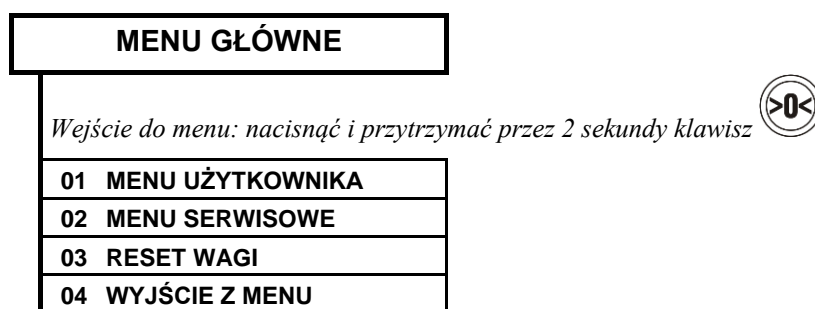 MENU GŁÓWNE
Wejście do menu: nacisnąć i przytrzymać przez 2 sekundy klawisz >0<
01 MENU UŻYTKOWNIKA
02 MENU SERWISOWE
03 RESET WAGI
04 WYJŚCIE Z MENU